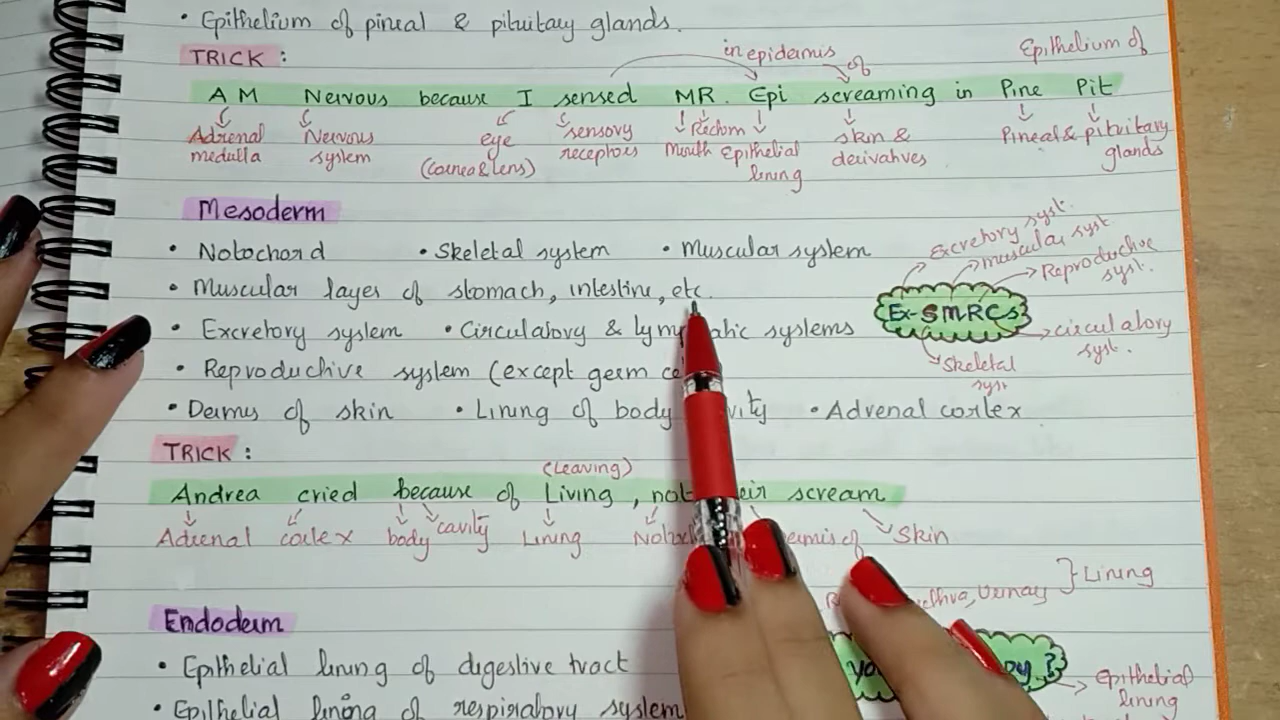 • Epithelium of pineal & pituitary glands.
TRICK :
in epidermis of
Epithelium of
A M Nervous because I sensed MR. Epi screaming in Pine Pit
Adrenal medulla
Nervous system
eye (cornea & lens)
sensory receptors
Mouth
Rectum
Epithelial lining
skin & derivatives
Pineal & pituitary glands
Mesoderm
• Notochord • Skeletal system • Muscular system
• Muscular layer of stomach, intestine, etc.
• Excretory system • Circulatory & systems
• Reproductive system (except germ
• Dermis of skin • Lining of body • Adrenal cortex
Excretory syst.
muscular syst
Reproductive syst.
Ex-SMRCs
circulatory syst.
Skeletal syst
TRICK :
(Leaving)
Andrea cried because of Living , scream
Adrenal cortex body cavity Lining Skin
} Lining
Endoderm
• Epithelial lining of digestive tract
• Epithelial lining of respiratory system
epithelial lining